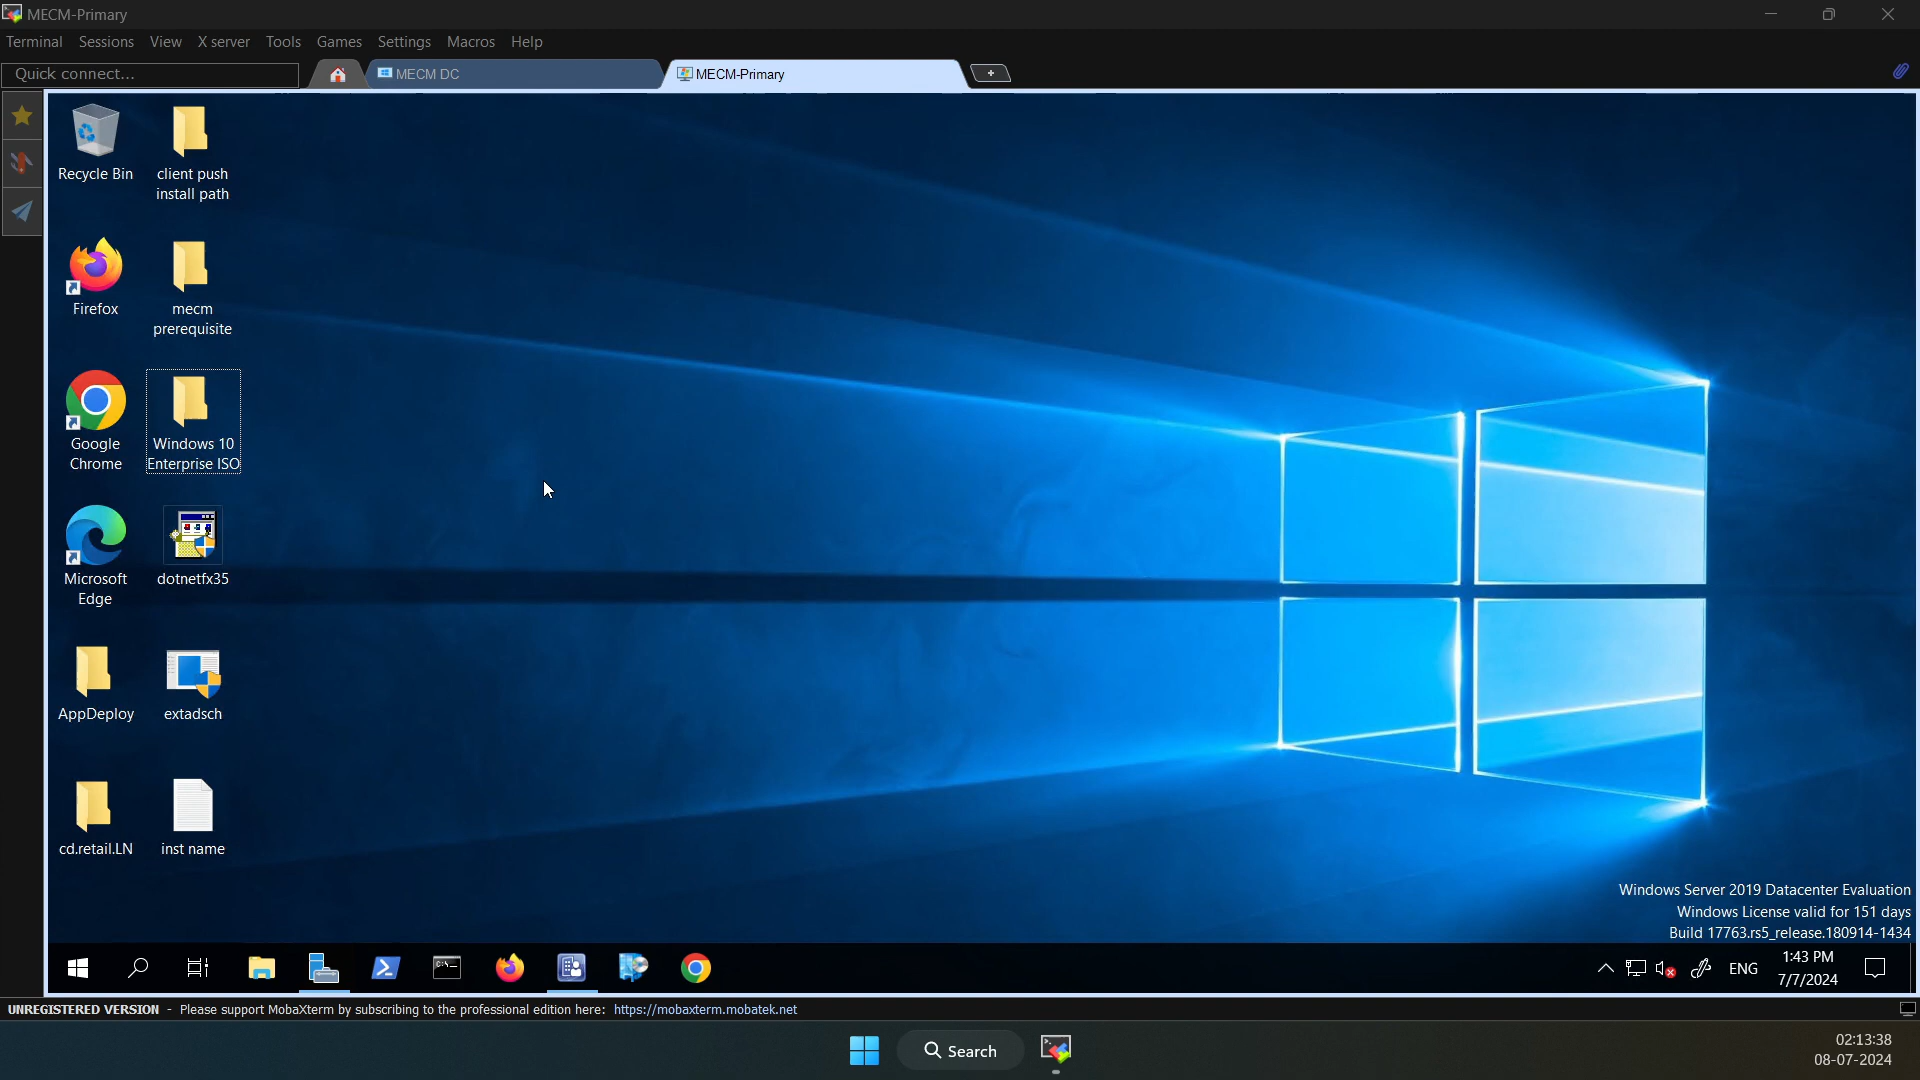 MECM-Primary
Terminal Sessions View X server Tools Games Settings Macros Help
Quick connect...
MECM DC
MECM-Primary
Recycle Bin
client push
install path
Firefox
mecm
prerequisite
Google
Chrome
Windows 10
Enterprise ISO
Microsoft
Edge
dotnetfx35
AppDeploy
extadsch
cd.retail.LN
inst name
Windows Server 2019 Datacenter Evaluation
Windows License valid for 151 days
Build 17763.rs5_release.180914-1434
ENG
1:43 PM
7/7/2024
UNREGISTERED VERSION - Please support MobaXterm by subscribing to the professional edition here: https://mobaxterm.mobatek.net
Search
02:13:38
08-07-2024